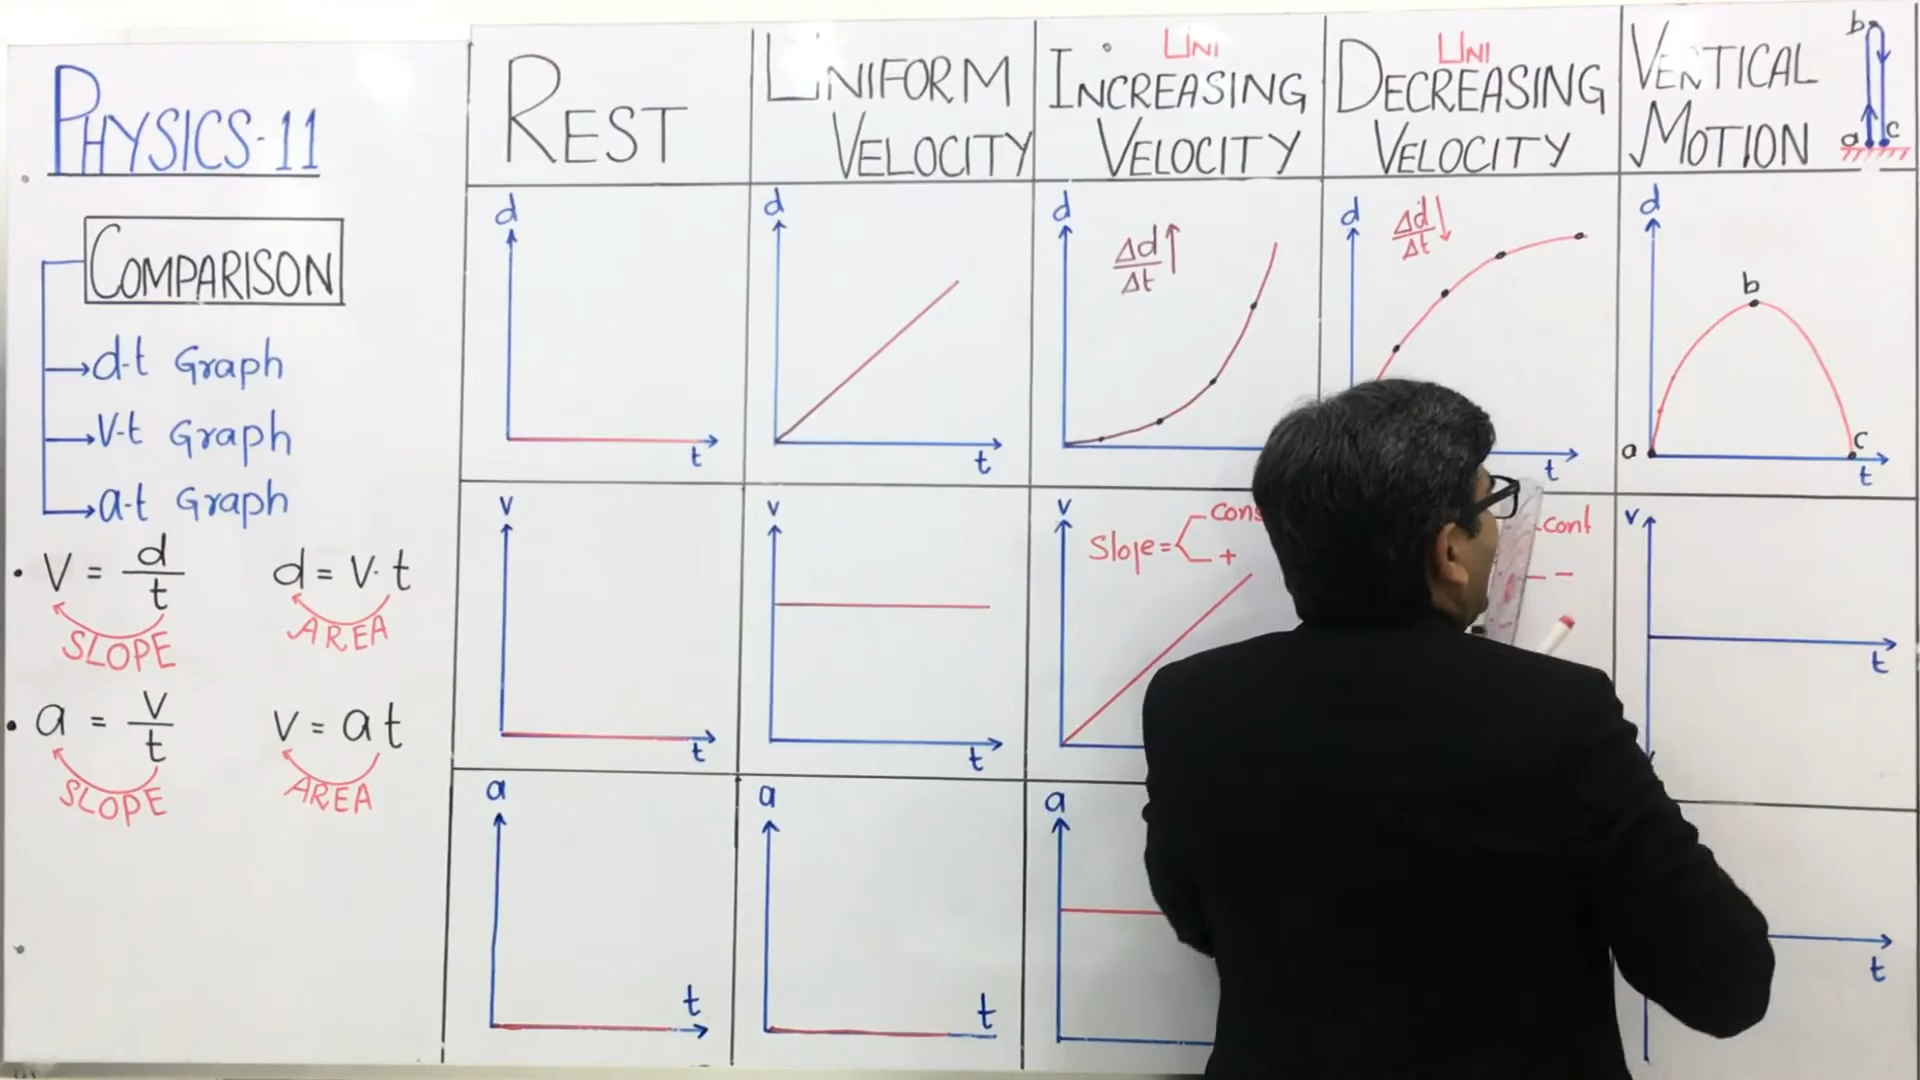 PHYSICS-11
COMPARISON
d-t Graph
v-t Graph
a-t Graph
• V = d/t
SLOPE
d = v·t
AREA
• a = v/t
SLOPE
v = at
AREA
REST
UNIFORM
VELOCITY
UNI
INCREASING
VELOCITY
UNI
DECREASING
VELOCITY
VERTICAL
MOTION
b
a c
d
t
d
t
d
Δd/Δt ↑
d
Δd/Δt ↓
t
d
b
a
c
t
v
t
v
t
v
Slope =
+
cont
–
v
t
a
t
a
t
a
t